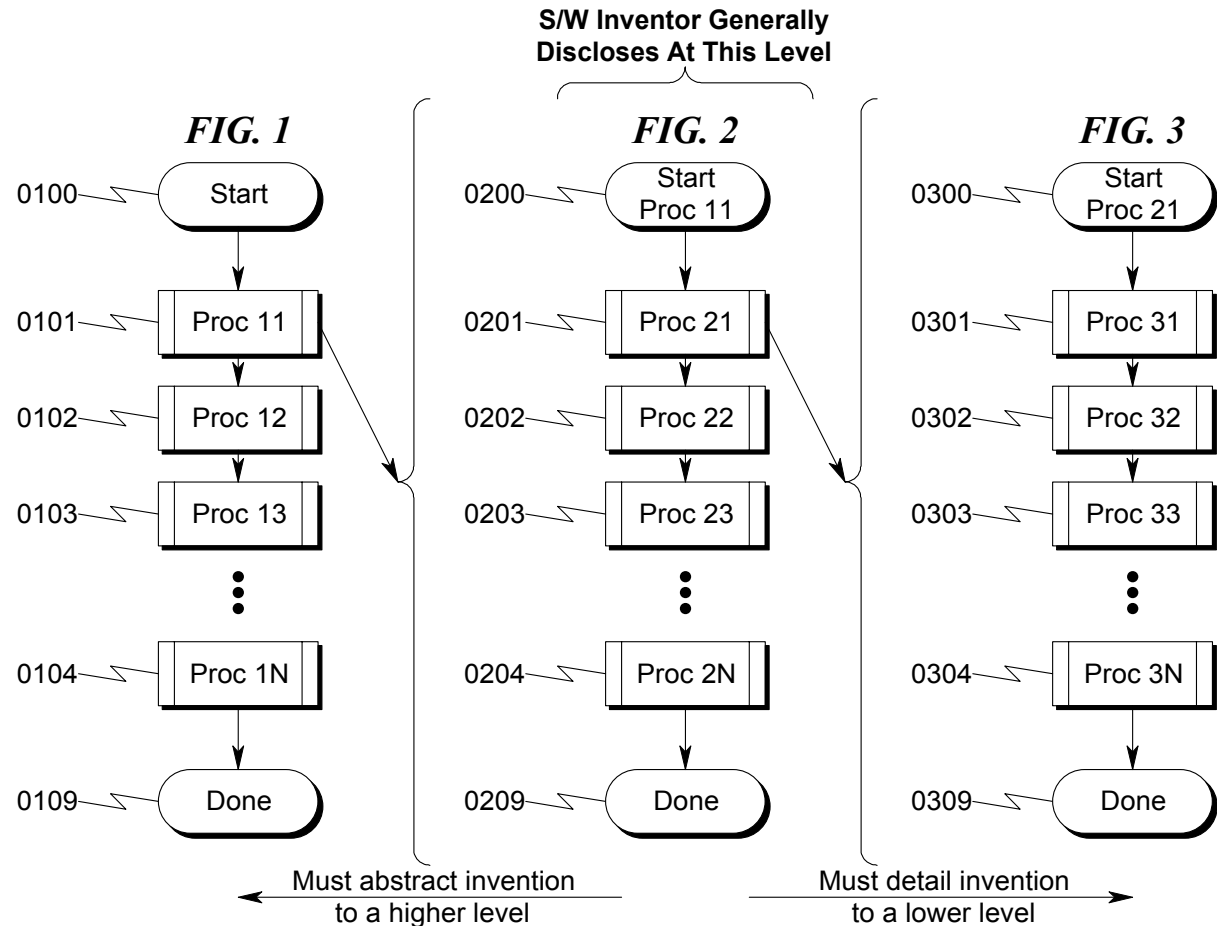 S/W Inventor Generally
Discloses At This Level
FIG. 1
0100
Start
0101
Proc 11
0102
Proc 12
0103
Proc 13
0104
Proc 1N
0109
Done
FIG. 2
0200
Start
Proc 11
0201
Proc 21
0202
Proc 22
0203
Proc 23
0204
Proc 2N
0209
Done
FIG. 3
0300
Start
Proc 21
0301
Proc 31
0302
Proc 32
0303
Proc 33
0304
Proc 3N
0309
Done
Must abstract invention
to a higher level
Must detail invention
to a lower level